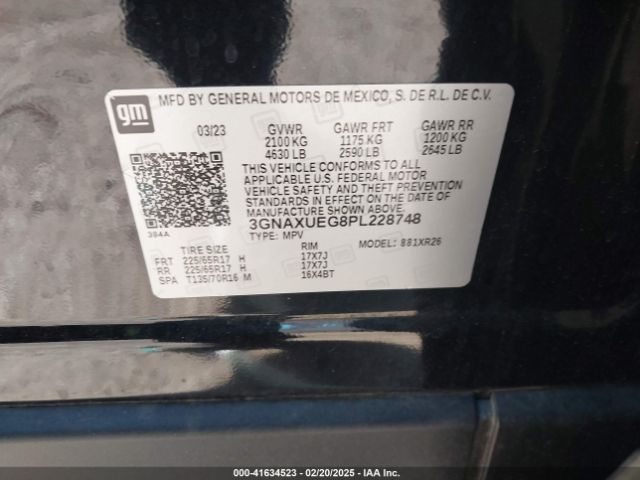 gm
MFD BY GENERAL MOTORS DE MEXICO, S. DE R.L. DE C.V.
03/23 GVWR GAWR FRT GAWR RR
2100 KG 1175 KG 1200 KG
4630 LB 2590 LB 2645 LB
THIS VEHICLE CONFORMS TO ALL
APPLICABLE U.S. FEDERAL MOTOR
VEHICLE SAFETY AND THEFT PREVENTION
STANDARDS IN EFFECT ON THE DATE OF
MANUFACTURE SHOWN ABOVE.
384A
3GNAXUEG8PL228748
TYPE: MPV MODEL: 881XR26
TIRE SIZE RIM
FRT 225/65R17 H 17X7J
RR 225/65R17 H 17X7J
SPA T135/70R16 M 16X4BT
000-41634523 - 02/20/2025 - IAA Inc.